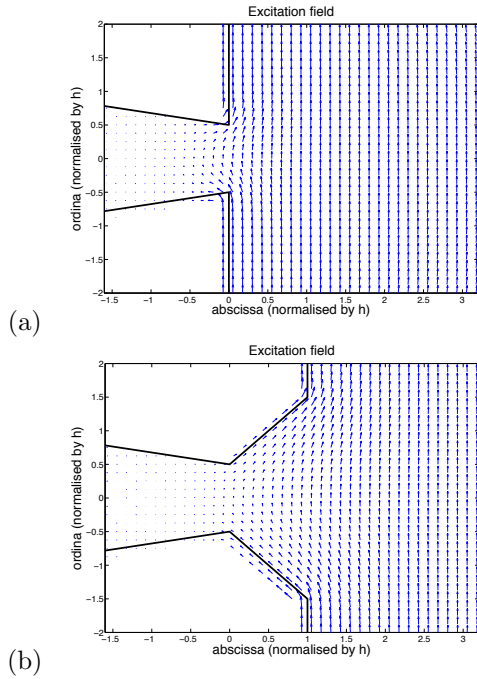 Excitation field
2
1.5
1
0.5
0
−0.5
−1
−1.5
−2
ordina (normalised by h)
−1.5 −1 −0.5 0 0.5 1 1.5 2 2.5 3
abscissa (normalised by h)
(a)
Excitation field
2
1.5
1
0.5
0
−0.5
−1
−1.5
−2
ordina (normalised by h)
−1.5 −1 −0.5 0 0.5 1 1.5 2 2.5 3
abscissa (normalised by h)
(b)